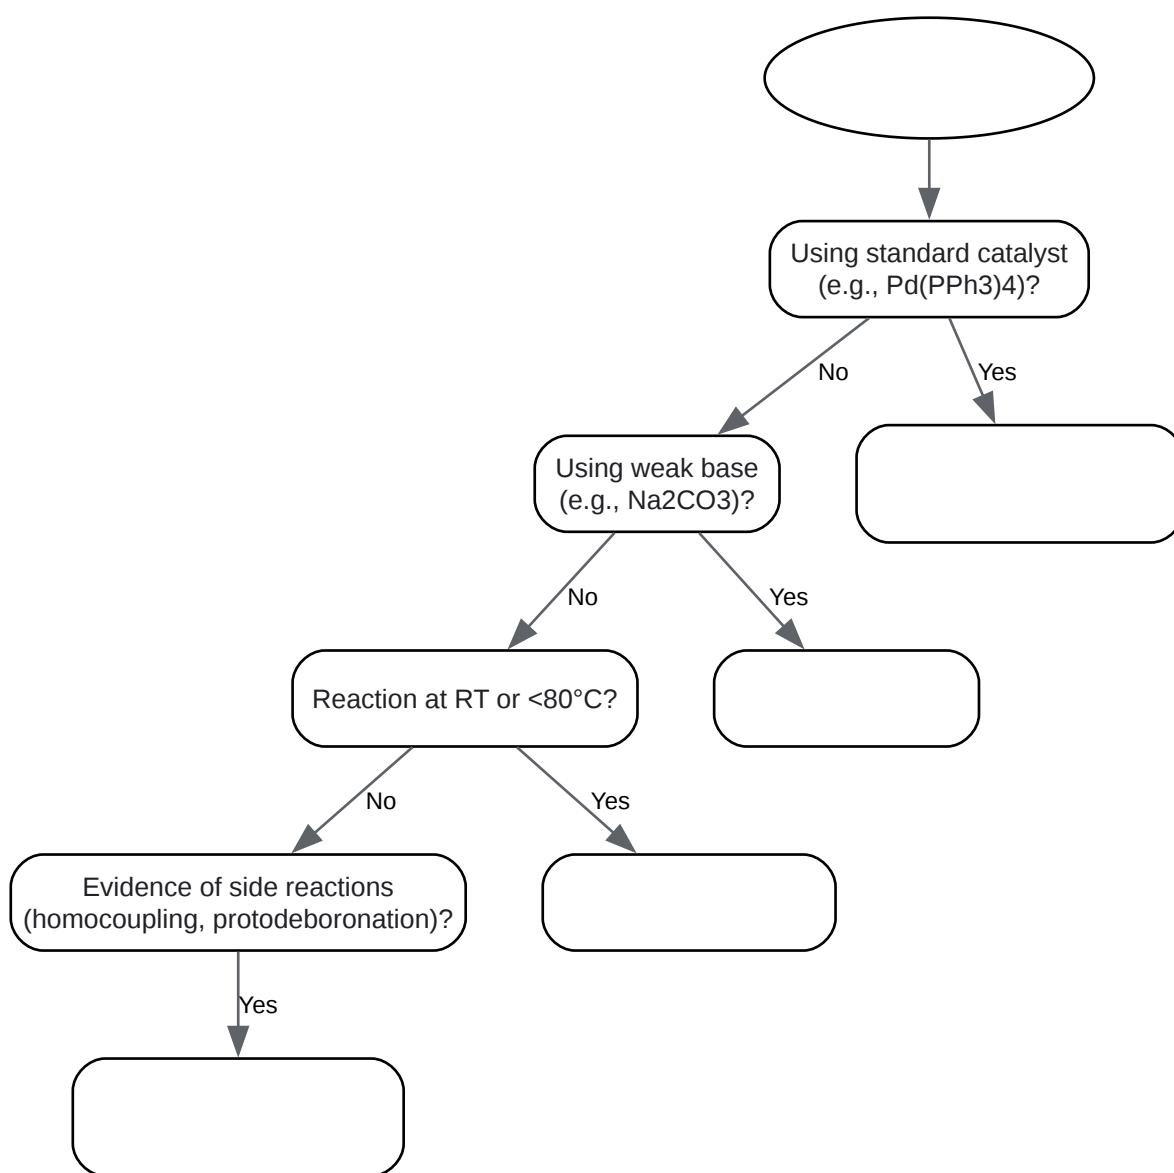 Using standard catalyst
(e.g., Pd(PPh3)4)?
No
Yes
Using weak base
(e.g., Na2CO3)?
No
Yes
Reaction at RT or <80°C?
No
Yes
Evidence of side reactions
(homocoupling, protodeboronation)?
Yes